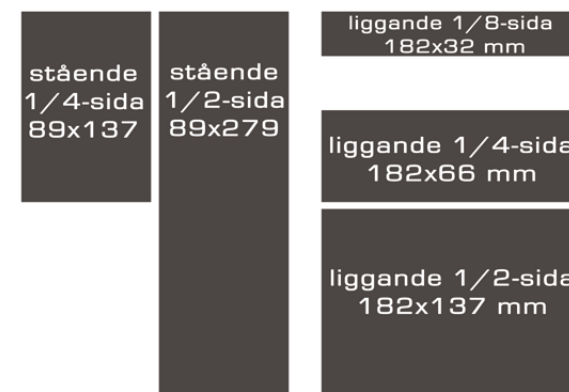 stående
1/4-sida
89x137
stående
1/2-sida
89x279
liggande 1/8-sida
182x32 mm
liggande 1/4-sida
182x66 mm
liggande 1/2-sida
182x137 mm